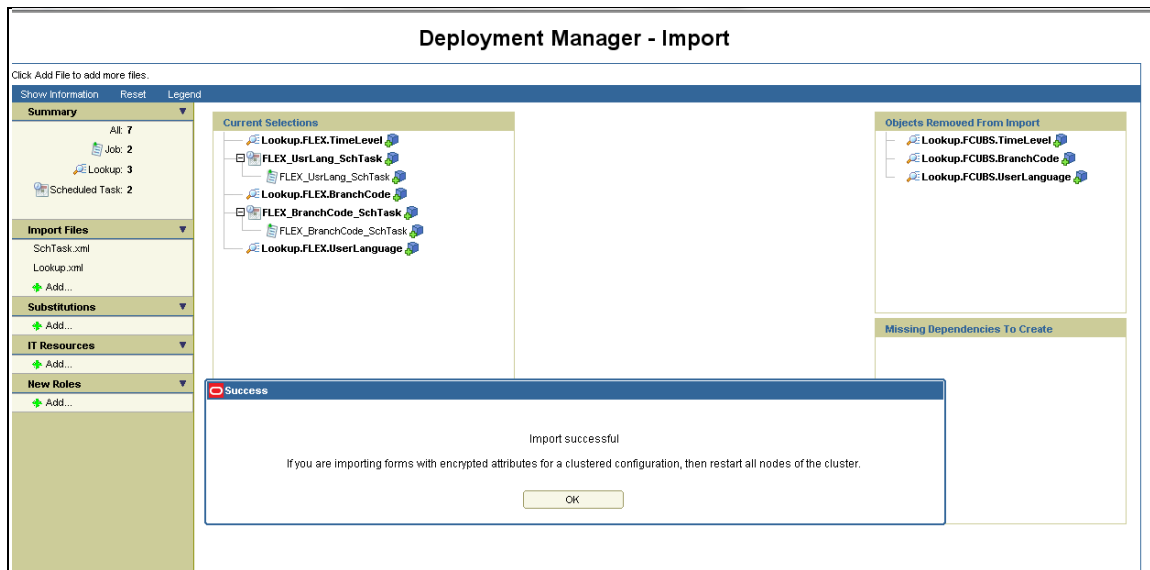 Deployment Manager - Import
Click Add File to add more files.
Show Information Reset Legend
Summary
All: 7
Job: 2
Lookup: 3
Scheduled Task: 2
Import Files
SchTask.xml
Lookup.xml
Add...
Substitutions
Add...
IT Resources
Add...
New Roles
Add...
Current Selections
Lookup.FLEX.TimeLevel
FLEX_UsrLang_SchTask
FLEX_UsrLang_SchTask
Lookup.FLEX.BranchCode
FLEX_BranchCode_SchTask
FLEX_BranchCode_SchTask
Lookup.FLEX.UserLanguage
Objects Removed From Import
Lookup.FCUBS.TimeLevel
Lookup.FCUBS.BranchCode
Lookup.FCUBS.UserLanguage
Missing Dependencies To Create
Success
Import successful
If you are importing forms with encrypted attributes for a clustered configuration, then restart all nodes of the cluster.
OK